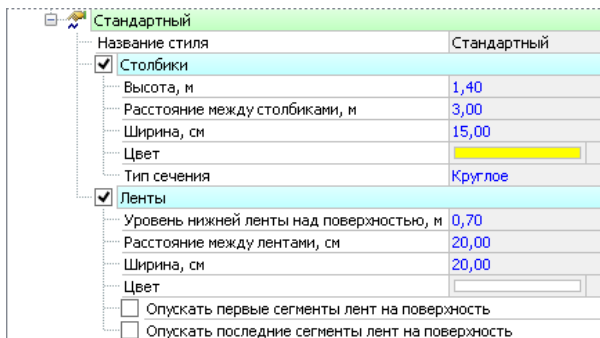 Стандартный
Название стиля Стандартный
Столбики
Высота, м 1,40
Расстояние между столбиками, м 3,00
Ширина, см 15,00
Цвет
Тип сечения Круглое
Ленты
Уровень нижней ленты над поверхностью, м 0,70
Расстояние между лентами, см 20,00
Ширина, см 20,00
Цвет
Опускать первые сегменты лент на поверхность
Опускать последние сегменты лент на поверхность